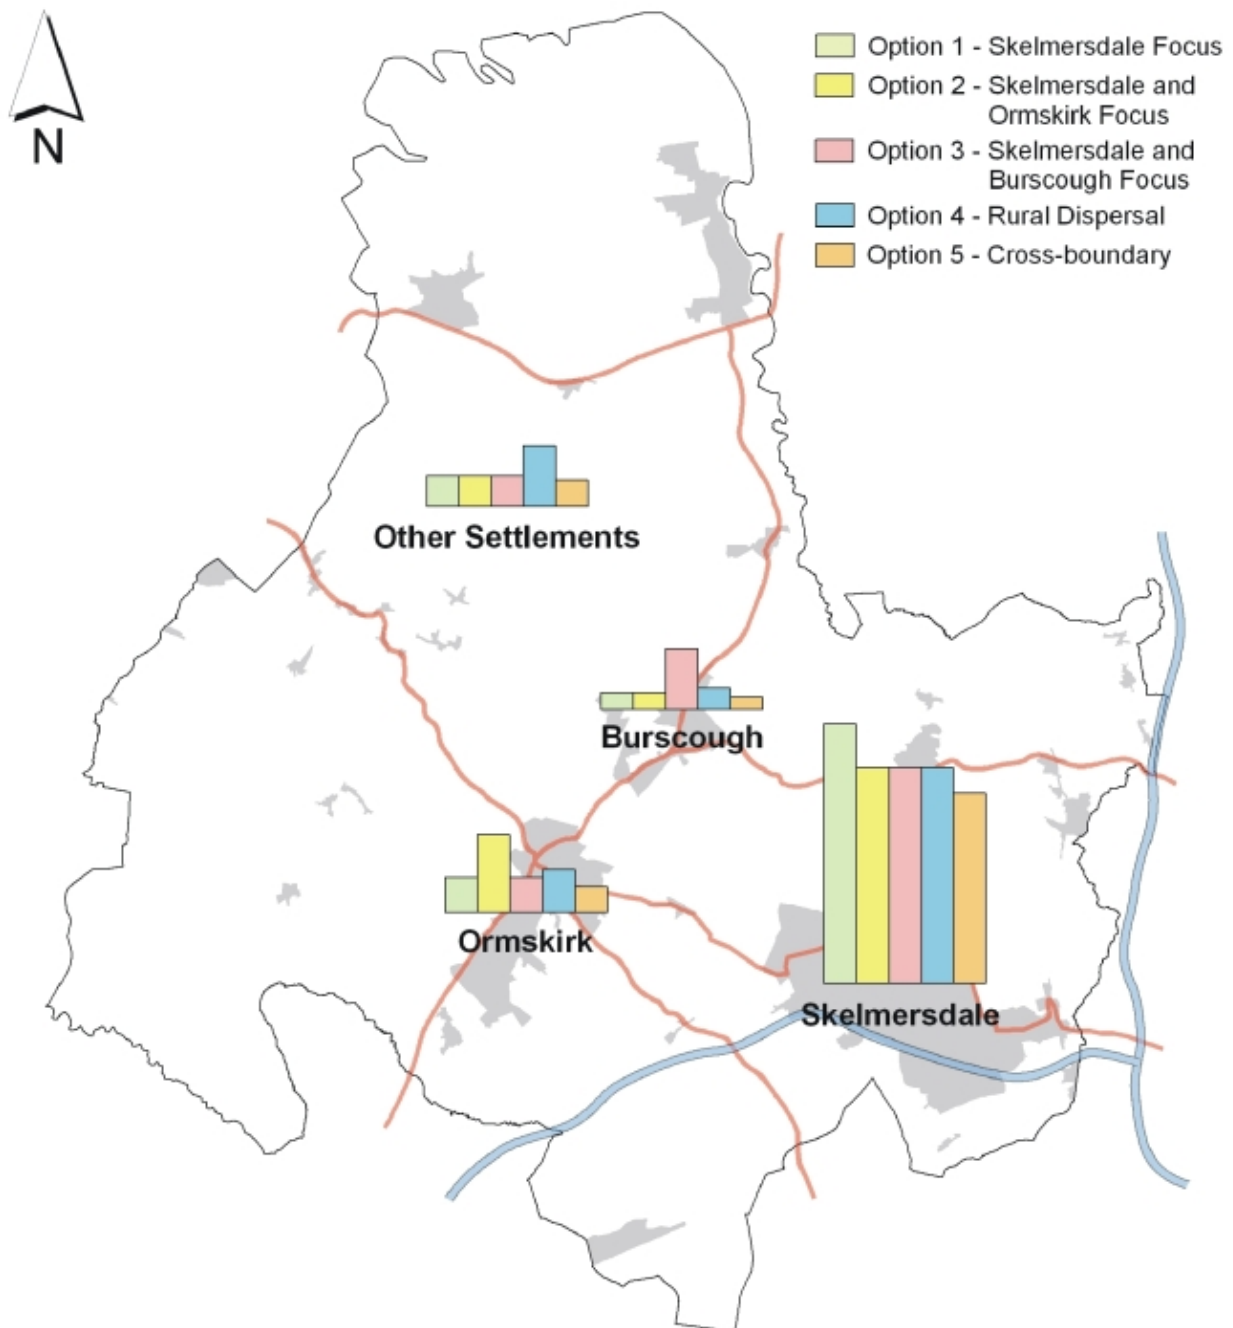 N
Option 1 - Skelmersdale Focus
Option 2 - Skelmersdale and
Ormskirk Focus
Option 3 - Skelmersdale and
Burscough Focus
Option 4 - Rural Dispersal
Option 5 - Cross-boundary
Other Settlements
Burscough
Ormskirk
Skelmersdale